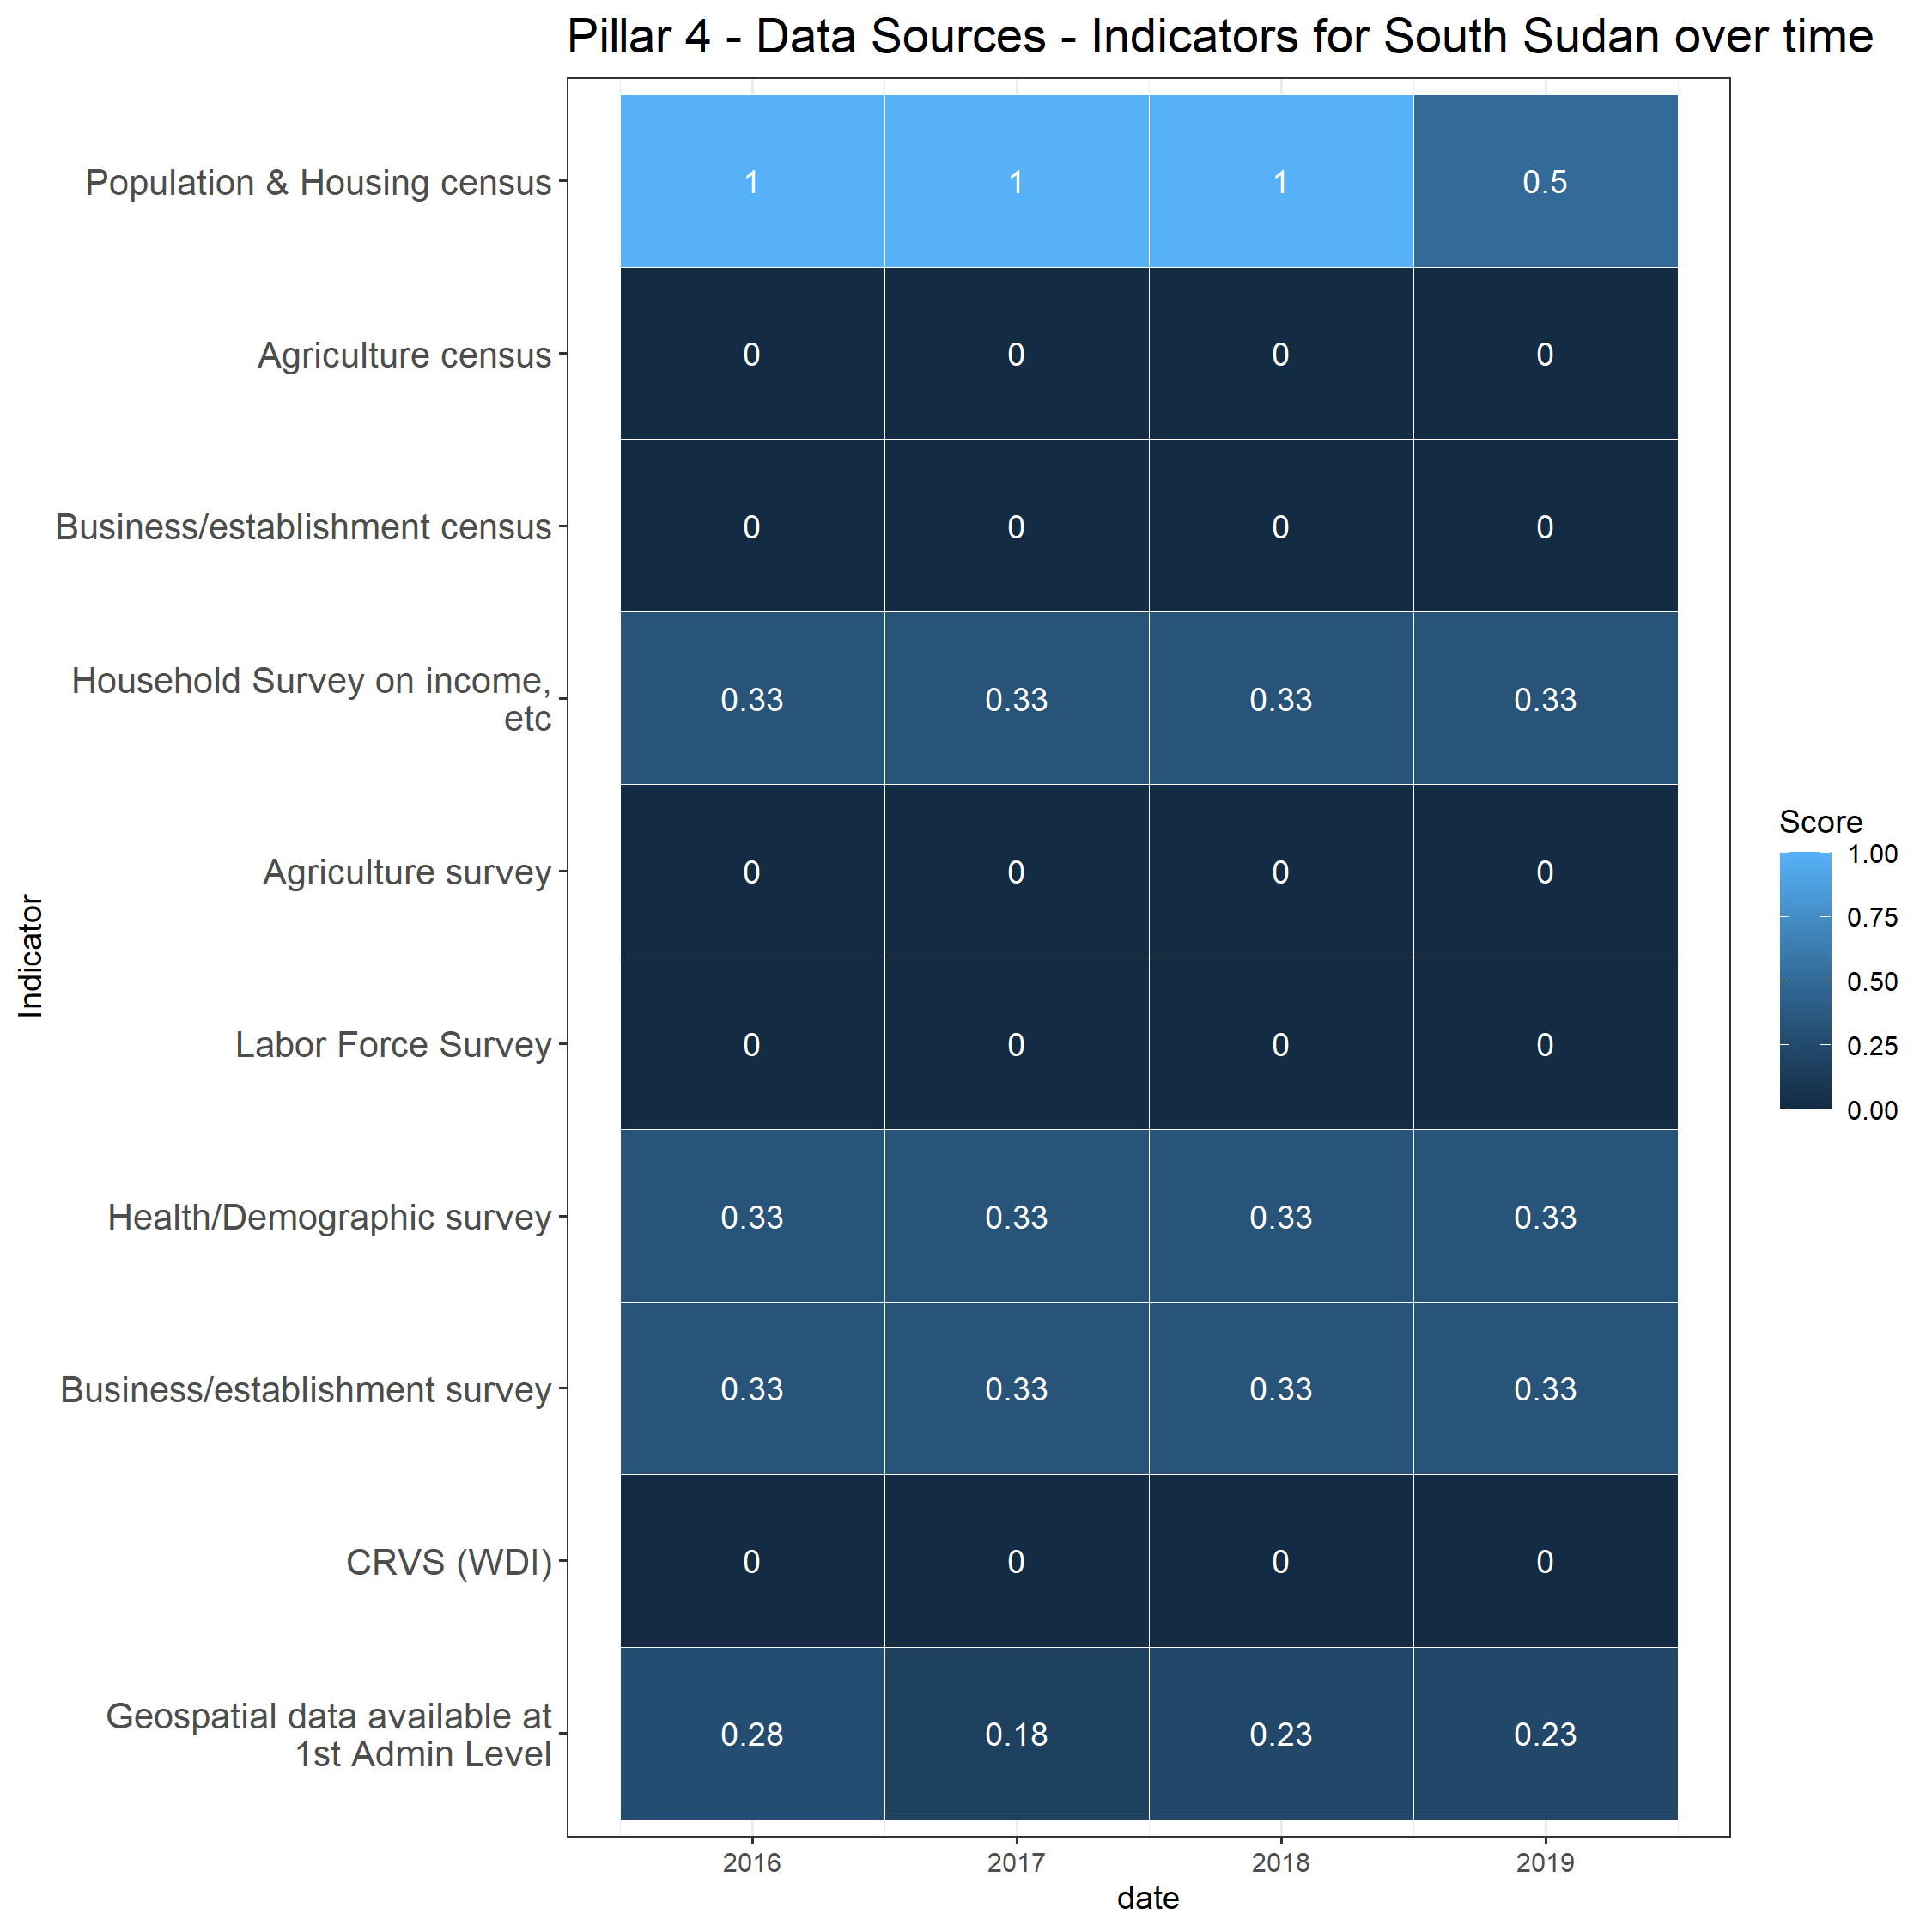 Pillar 4 - Data Sources - Indicators for South Sudan over time
Population & Housing census
1 1 1 0.5
Agriculture census
0 0 0 0
Business/establishment census
0 0 0 0
Household Survey on income,
etc
0.33 0.33 0.33 0.33
Agriculture survey
0 0 0 0
Labor Force Survey
0 0 0 0
Health/Demographic survey
0.33 0.33 0.33 0.33
Business/establishment survey
0.33 0.33 0.33 0.33
CRVS (WDI)
0 0 0 0
Geospatial data available at
1st Admin Level
0.28 0.18 0.23 0.23
2016 2017 2018 2019
date
Indicator
Score
1.00
0.75
0.50
0.25
0.00